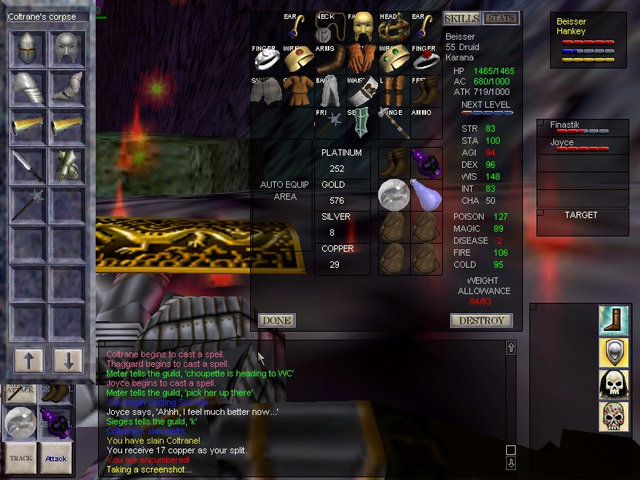 Coltrane's corpse
EAR
NECK
HEAD
EAR
SKILLS
STATS
FINGER
ARMS
FINGER
Beisser
55 Druid
Karana
HP 1465/1465
AC 680/1000
ATK 719/1000
NEXT LEVEL
Beisser
Hankey
PRI
AMMO
STR 83
STA 100
AGI 94
DEX 96
WIS 148
INT 83
CHA 50
Finastik
Joyce
TARGET
AUTO EQUIP
AREA
PLATINUM
252
GOLD
576
SILVER
8
COPPER
29
POISON 127
MAGIC 89
DISEASE -2
FIRE 106
COLD 95
WEIGHT
ALLOWANCE
84/83
DONE
DESTROY
Coltrane begins to cast a spell.
Thaggard begins to cast a spell.
Meter tells the guild, 'choupette is heading to WC'
Joyce begins to cast a spell.
Meter tells the guild, 'pick her up there'
Joyce says, 'Ahhh, I feel much better now...'
Sieges tells the guild, 'k'
You have slain Coltrane!
You receive 17 copper as your split.
You are encumbered!
Taking a screenshot...
TRACK
Attack